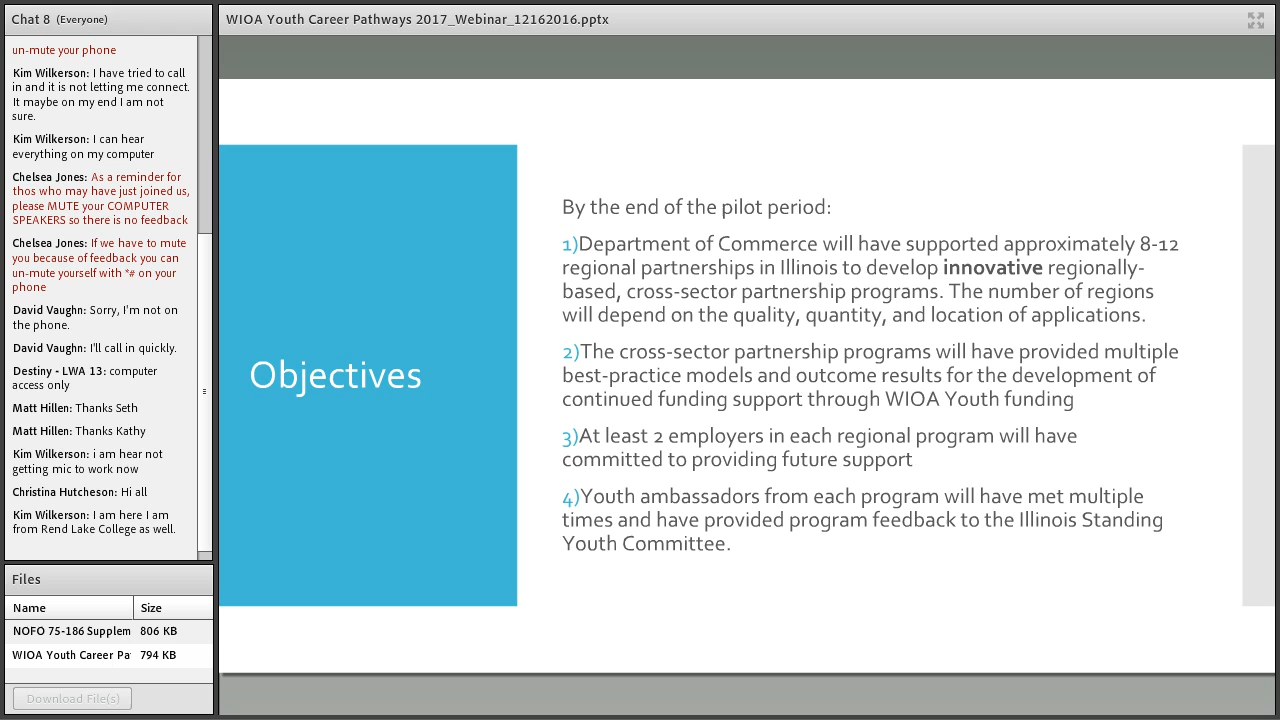 Chat 8 (Everyone)
un-mute your phone
Kim Wilkerson: I have tried to call
in and it is not letting me connect.
It maybe on my end I am not
sure.
Kim Wilkerson: I can hear
everything on my computer
Chelsea Jones: As a reminder for
thos who may have just joined us,
please MUTE your COMPUTER
SPEAKERS so there is no feedback
Chelsea Jones: If we have to mute
you because of feedback you can
un-mute yourself with *# on your
phone
David Vaughn: Sorry, I'm not on
the phone.
David Vaughn: I'll call in quickly.
Destiny - LWA 13: computer
access only
Matt Hillen: Thanks Seth
Matt Hillen: Thanks Kathy
Kim Wilkerson: i am hear not
getting mic to work now
Christina Hutcheson: Hi all
Kim Wilkerson: I am here I am
from Rend Lake College as well.
Files
Name Size
NOFO 75-186 Supplem 806 KB
WIOA Youth Career Pa 794 KB
Download File(s)
WIOA Youth Career Pathways 2017_Webinar_12162016.pptx
Objectives
By the end of the pilot period:
1)Department of Commerce will have supported approximately 8-12
regional partnerships in Illinois to develop innovative regionally-
based, cross-sector partnership programs. The number of regions
will depend on the quality, quantity, and location of applications.
2)The cross-sector partnership programs will have provided multiple
best-practice models and outcome results for the development of
continued funding support through WIOA Youth funding
3)At least 2 employers in each regional program will have
committed to providing future support
4)Youth ambassadors from each program will have met multiple
times and have provided program feedback to the Illinois Standing
Youth Committee.